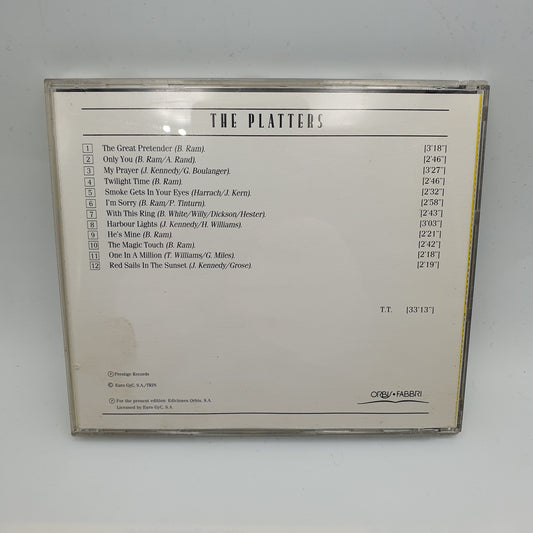 THE PLATTERS
1 The Great Pretender (B. Ram). [3'18"]
2 Only You (B. Ram/A. Rand). [2'46]
3 My Prayer (J. Kennedy/G. Boulanger). [3'27"]
4 Twilight Time (B. Ram). [2'46]
5 Smoke Gets In Your Eyes (Harrach/J. Kern). [2'32"]
6 I'm Sorry (B. Ram/P. Tinturn). [2'58"]
7 With This Ring (B. White/Willy/Dickson/Hester). [2'43]
8 Harbour Lights (J. Kennedy/H. Williams). [3'03"]
9 He's Mine (B. Ram). [2'21"]
10 The Magic Touch (B. Ram). [2'42"]
11 One In A Million (T. Williams/G. Miles). [2'18"]
12 Red Sails In The Sunset (J. Kennedy/Grose). [2'19"]
T.T. [33'13"]
℗ Prestige Records
© Euro GyC, S.A./TRIN
℗ For the present edition: Ediciones Orbis, S.A.
Licensed by Euro GyC, S.A.
ORBIS•FABBRI